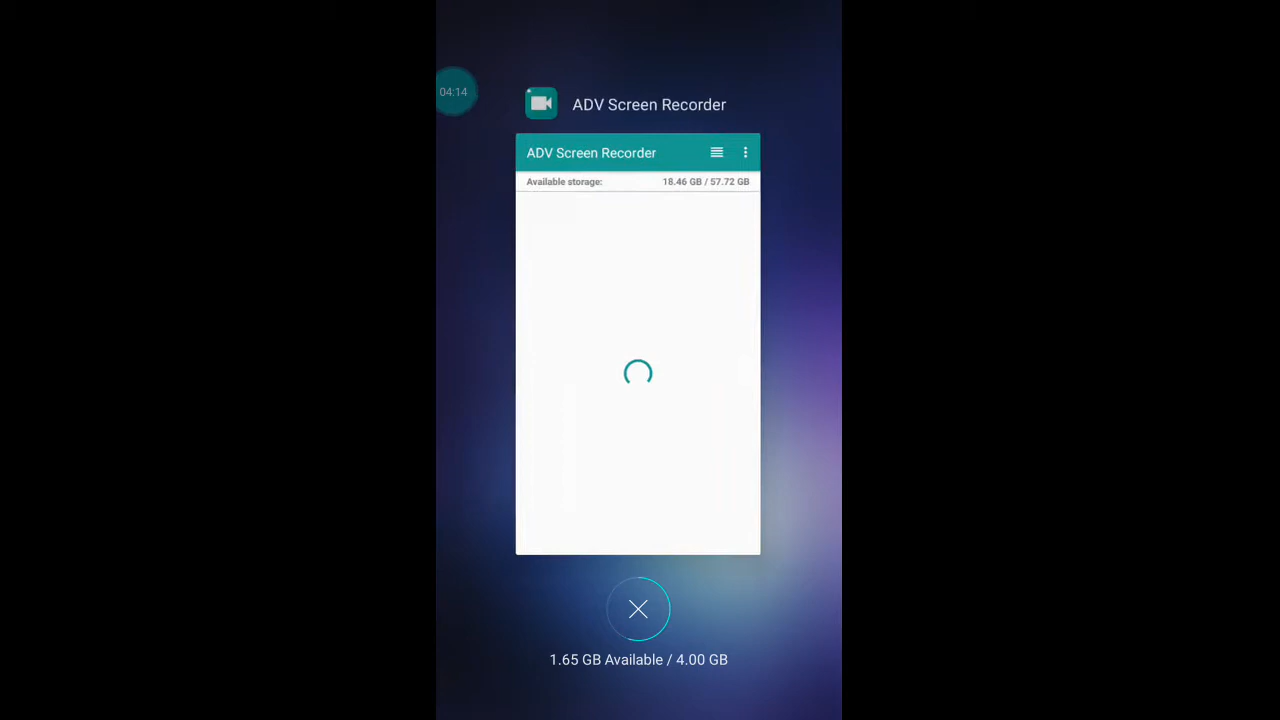 04:14
ADV Screen Recorder
ADV Screen Recorder
Available storage: 18.46 GB / 57.72 GB
1.65 GB Available / 4.00 GB